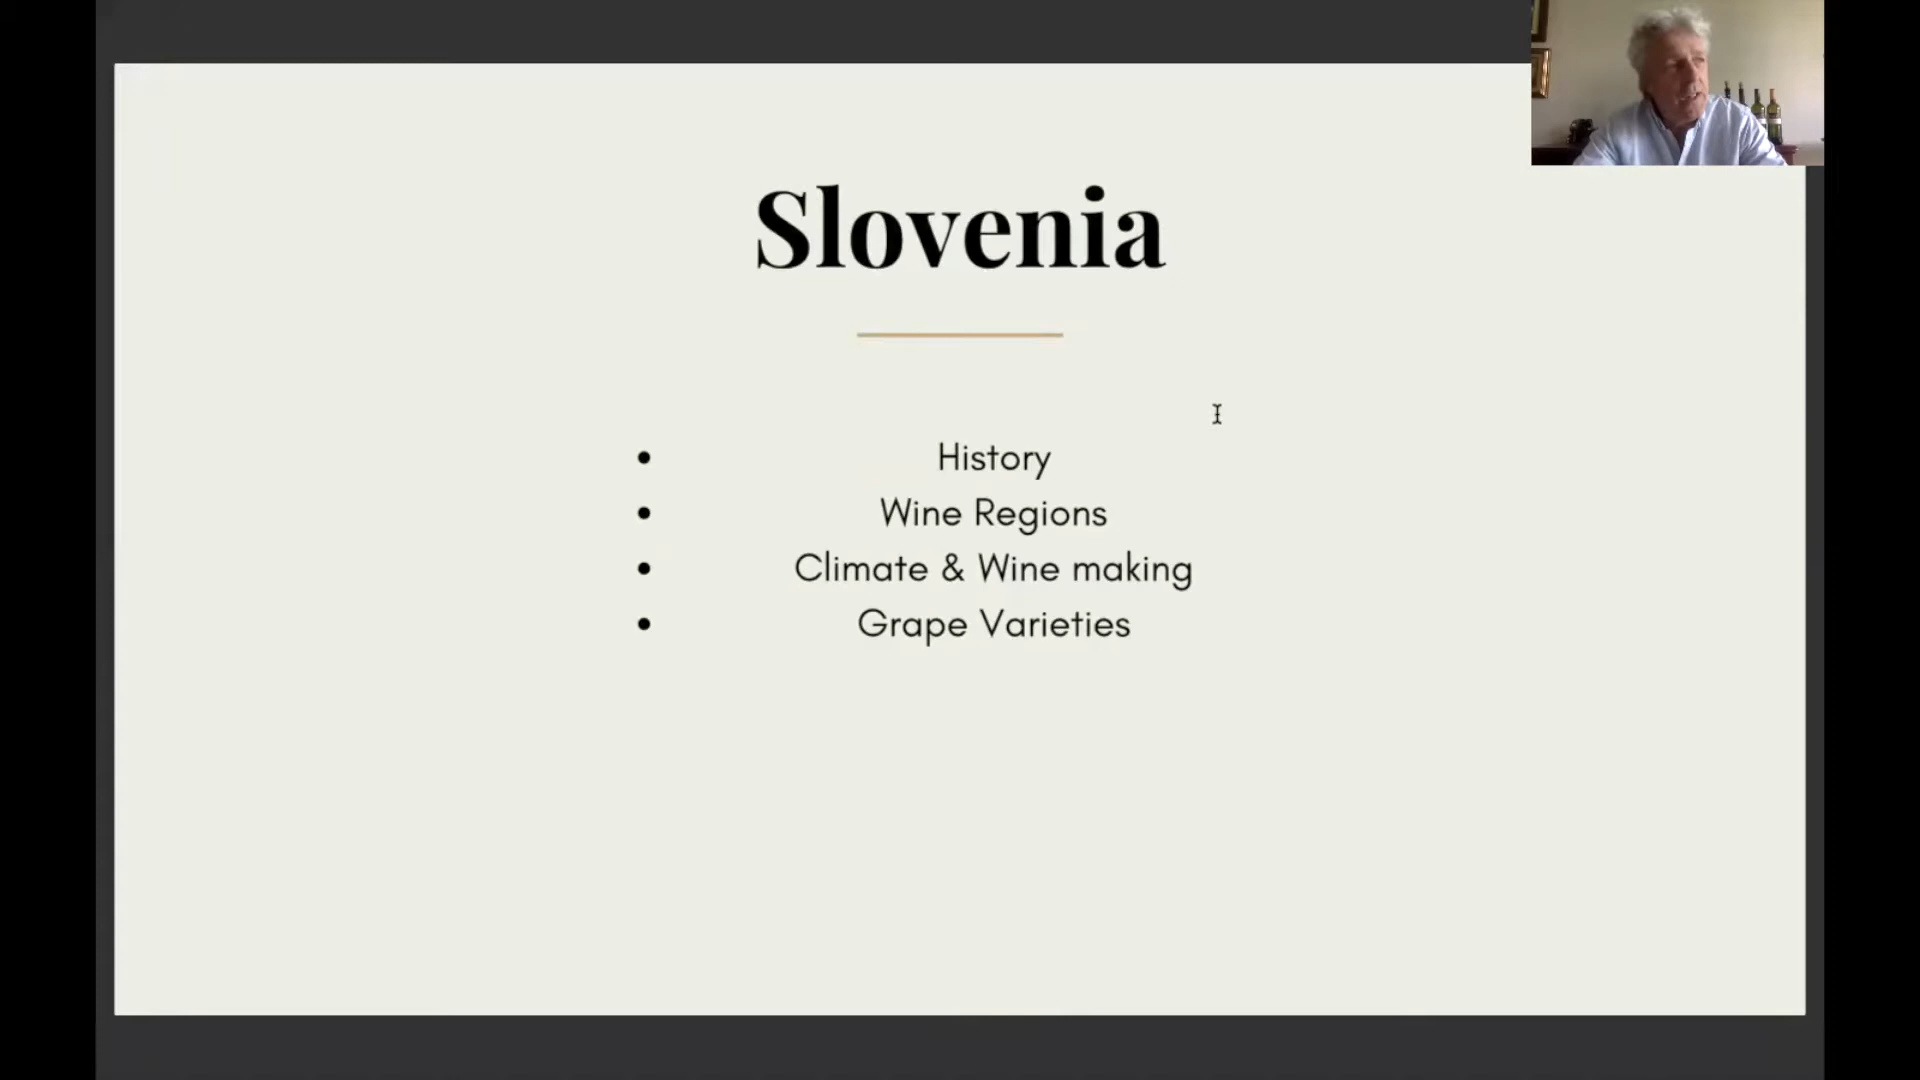 Slovenia
• History
• Wine Regions
• Climate & Wine making
• Grape Varieties